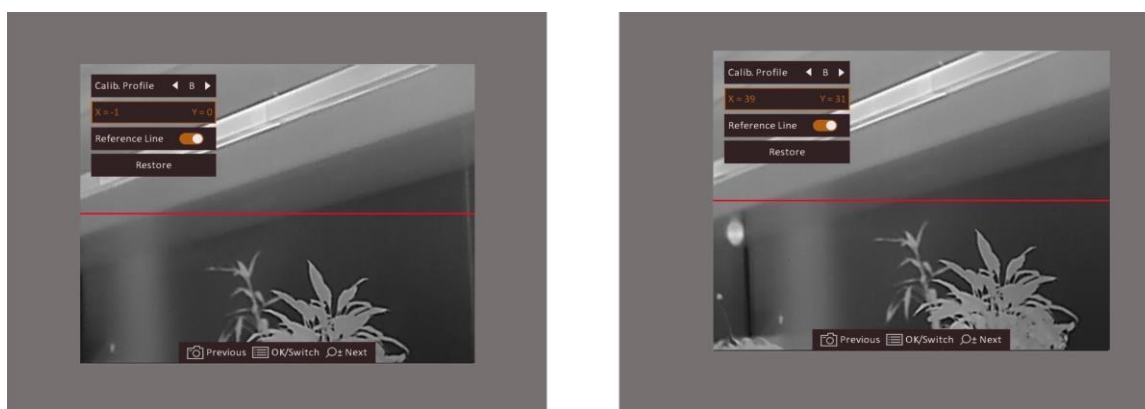 Calib. Profile ◀ B ▶
X = -1 Y = 0
Reference Line
Restore
Previous OK/Switch ± Next
Calib. Profile ◀ B ▶
X = 39 Y = 31
Reference Line
Restore
Previous OK/Switch ± Next